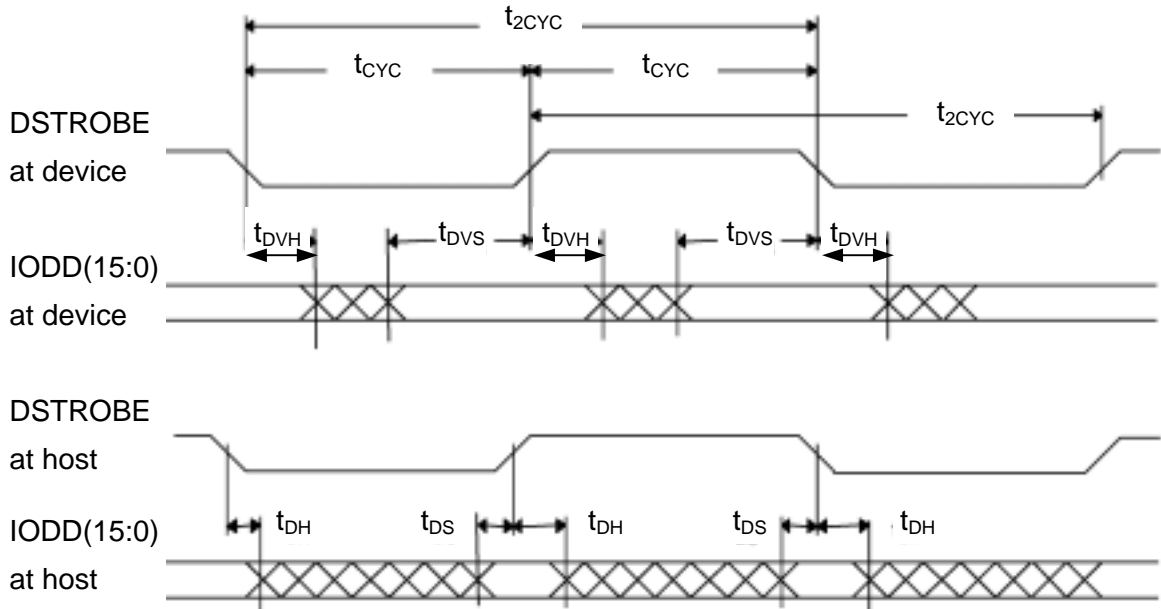 t2CYC
tCYC tCYC
t2CYC
DSTROBE
at device
tDVH tDVS tDVH tDVS tDVH
IODD(15:0)
at device
DSTROBE
at host
IODD(15:0)
at host
tDH tDS tDH tDS tDH